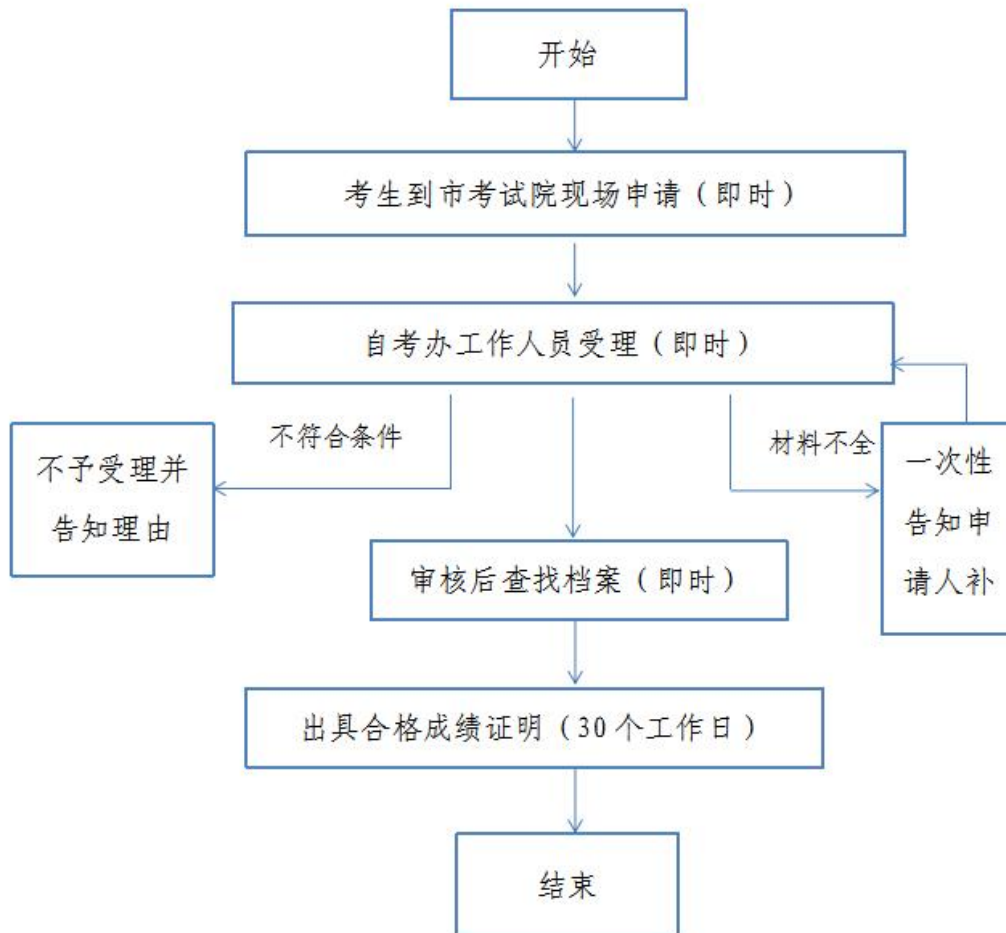 开始
考生到市考试院现场申请（即时）
自考办工作人员受理（即时）
不符合条件
材料不全
不予受理并
告知理由
一次性
告知申
请人补
审核后查找档案（即时）
出具合格成绩证明（30个工作日）
结束